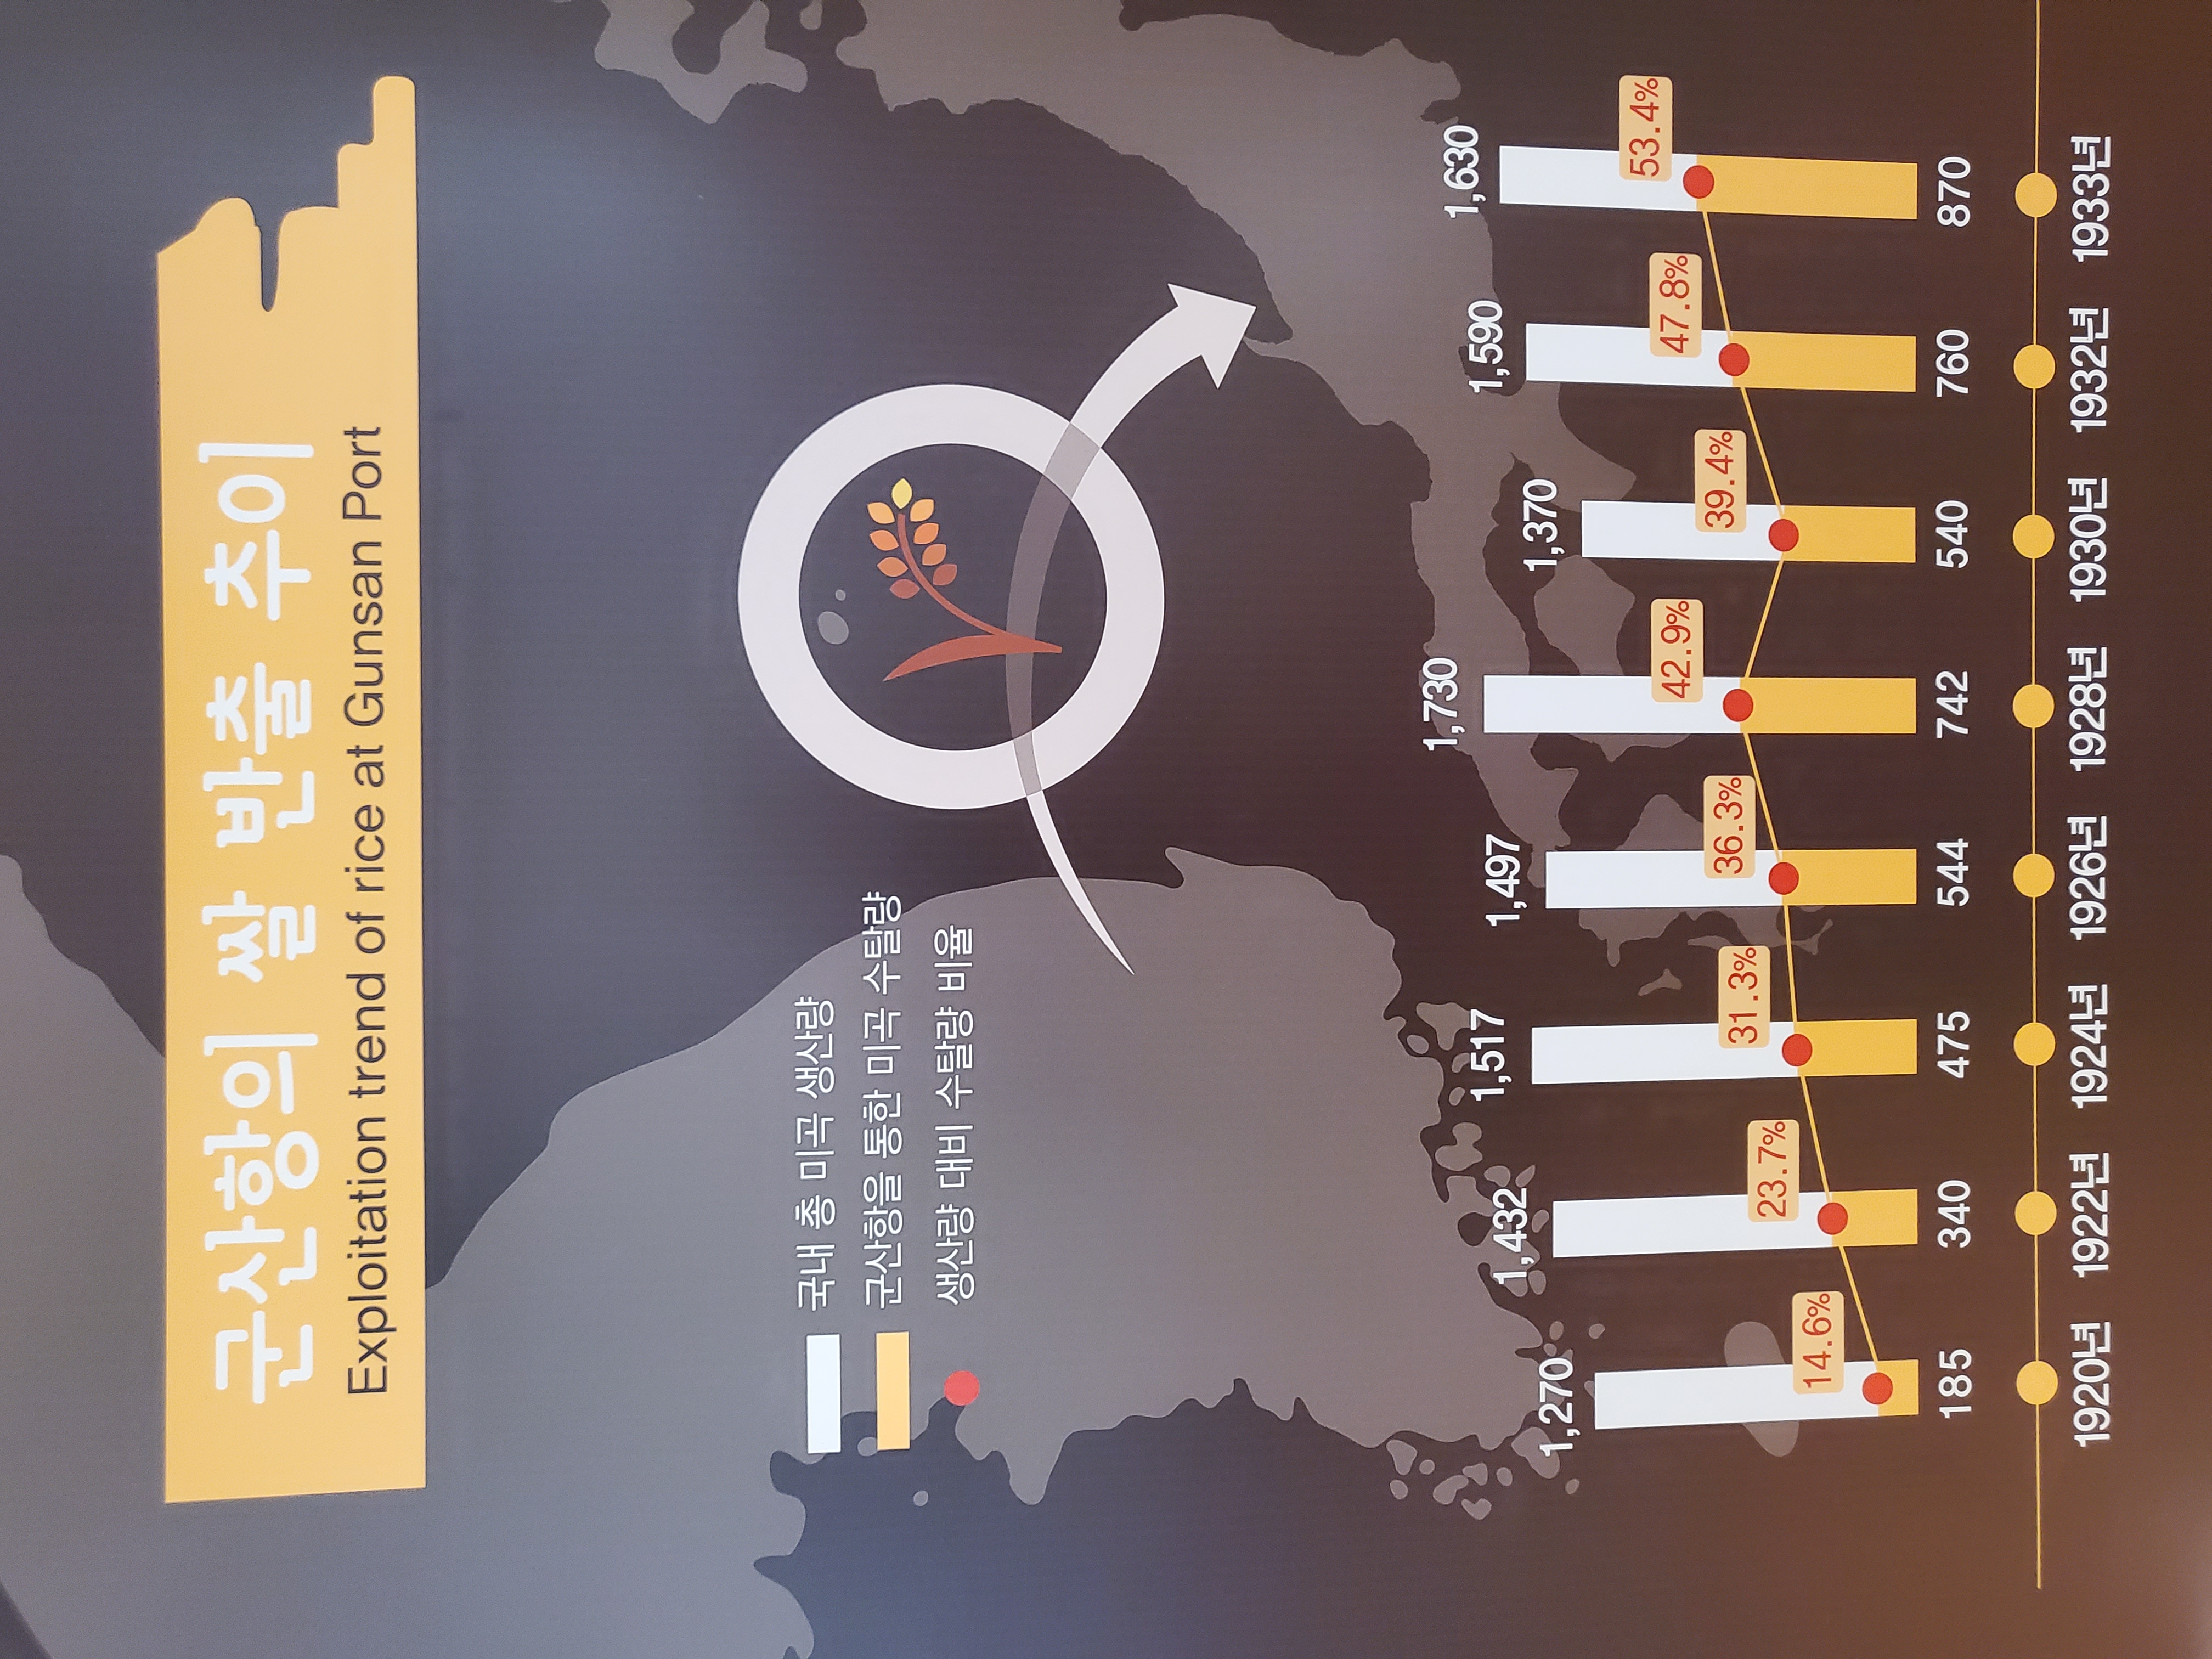 군산항의 쌀 반출 추이
Exploitation trend of rice at Gunsan Port
국내 총 미곡 생산량
군산항을 통한 미곡 수탈량
생산량 대비 수탈량 비율
1,270 1,432 1,517 1,497 1,730 1,370 1,590 1,630
14.6% 23.7% 31.3% 36.3% 42.9% 39.4% 47.8% 53.4%
185 340 475 544 742 540 760 870
1920년 1922년 1924년 1926년 1928년 1930년 1932년 1933년